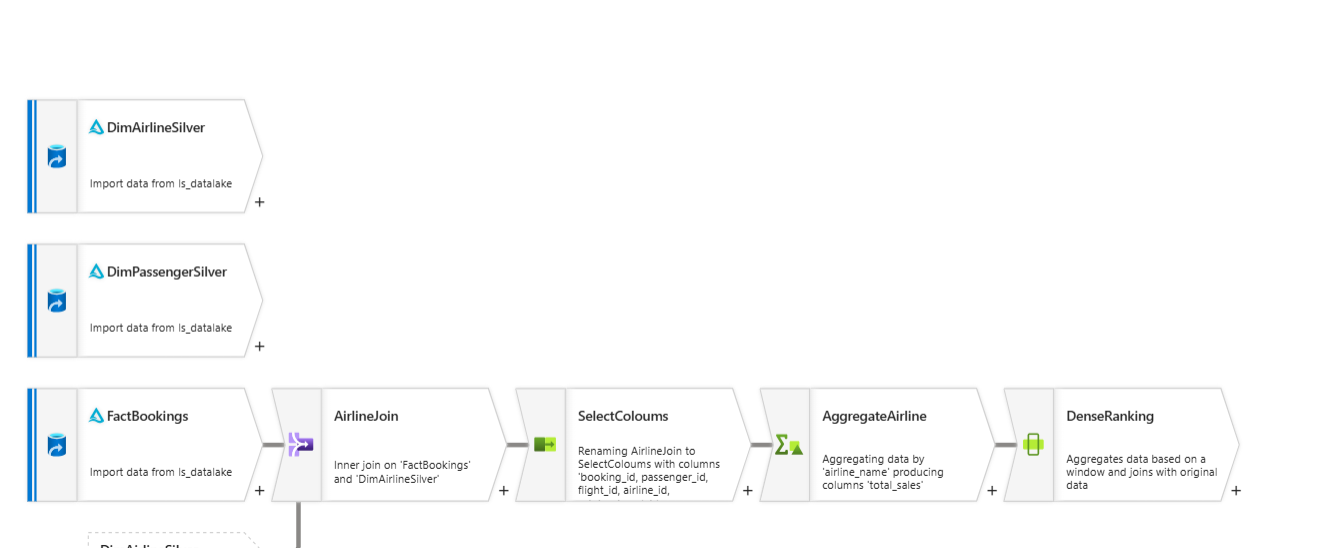 DimAirlineSilver
Import data from ls_datalake
+
DimPassengerSilver
Import data from ls_datalake
+
FactBookings
Import data from ls_datalake
+
AirlineJoin
Inner join on 'FactBookings'
and 'DimAirlineSilver'
+
SelectColoums
Renaming AirlineJoin to
SelectColoums with columns
'booking_id, passenger_id,
flight_id, airline_id,
+
AggregateAirline
Aggregating data by
'airline_name' producing
columns 'total_sales'
+
DenseRanking
Aggregates data based on a
window and joins with original
data
+